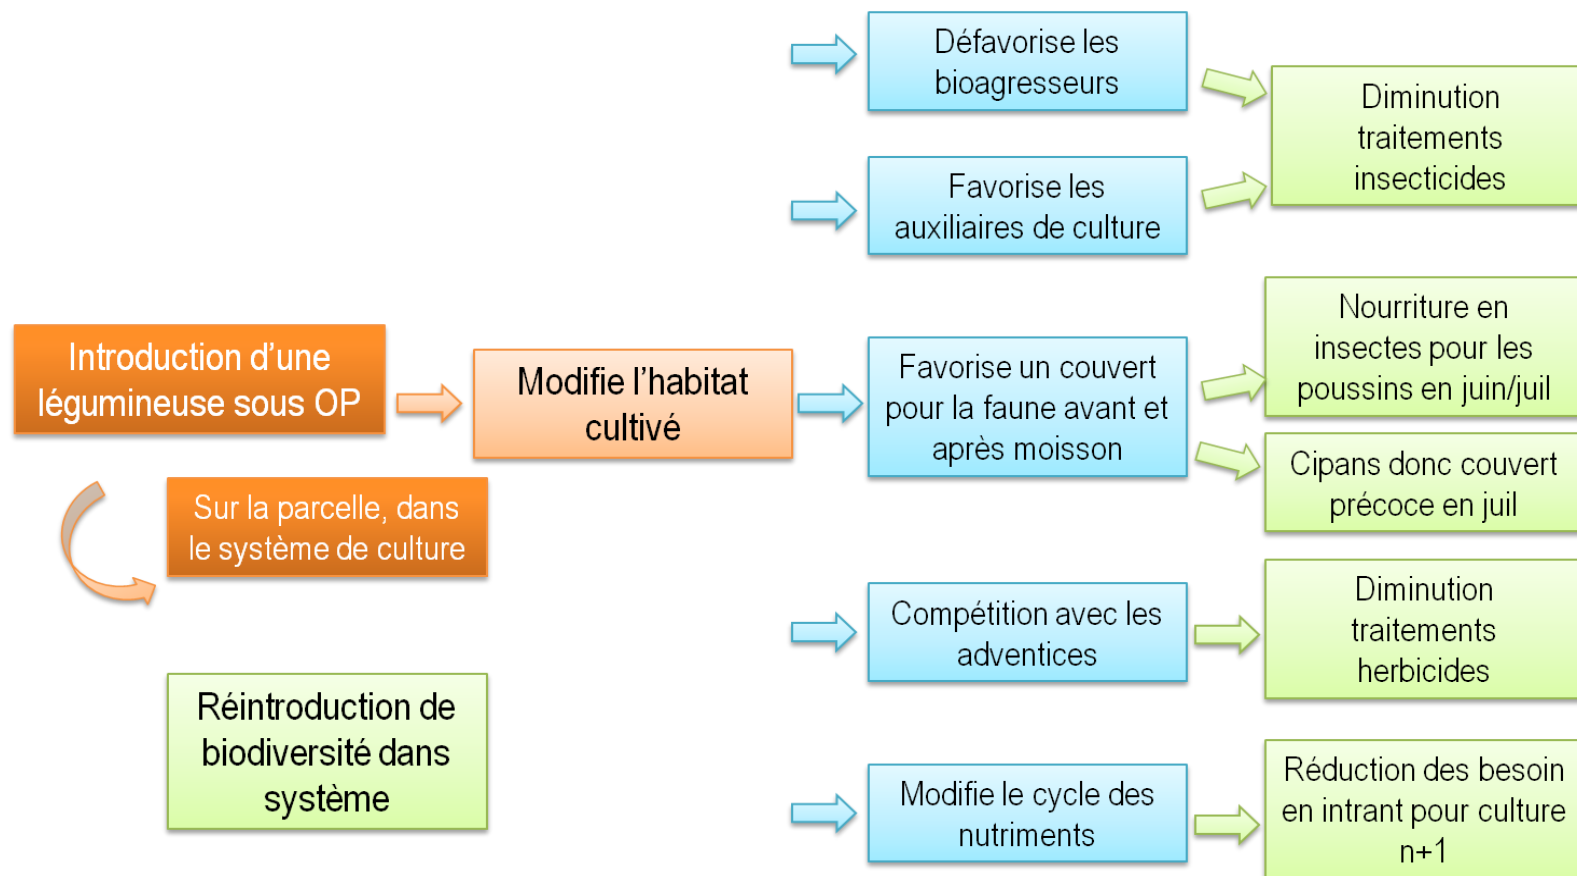 Introduction d’une
légumineuse sous OP
Sur la parcelle, dans
le système de culture
Réintroduction de
biodiversité dans
système
Modifie l’habitat
cultivé
Défavorise les
bioagresseurs
Favorise les
auxiliaires de culture
Diminution
traitements
insecticides
Favorise un couvert
pour la faune avant et
après moisson
Nourriture en
insectes pour les
poussins en juin/juil
Cipans donc couvert
précoce en juil
Compétition avec les
adventices
Diminution
traitements
herbicides
Modifie le cycle des
nutriments
Réduction des besoin
en intrant pour culture
n+1